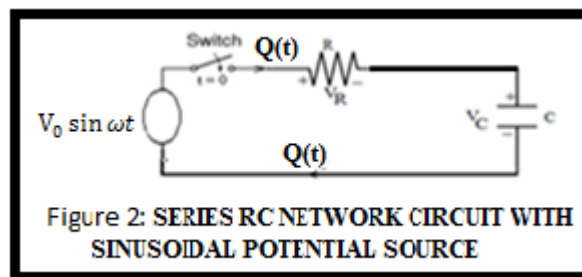 Switch
Q(t)
R
t=0
+ V_R −
V₀ sin ωt
+
V_C C
−
Q(t)
Figure 2: SERIES RC NETWORK CIRCUIT WITH
SINUSOIDAL POTENTIAL SOURCE